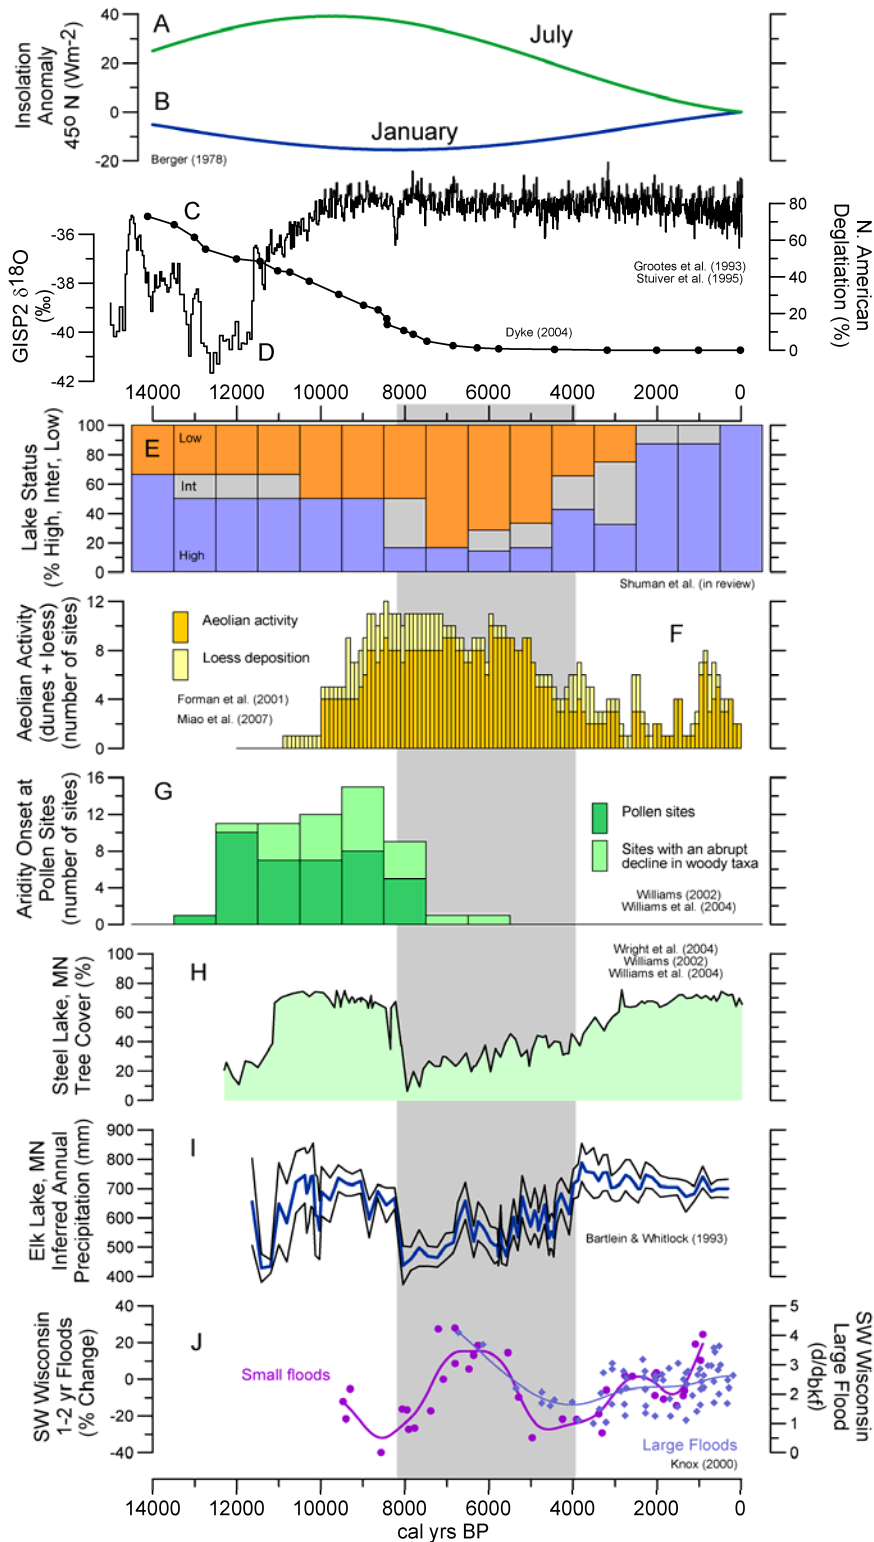 40
20
0
-20
Insolation
Anomaly
45º N (Wm-2)
A
July
B
January
Berger (1978)
-36
-38
-40
-42
GISP2 δ18O
(‰)
C
D
80
60
40
20
0
N. American
Deglatiation (%)
Grootes et al. (1993)
Stuiver et al. (1995)
Dyke (2004)
14000 12000 10000 8000 6000 4000 2000 0
100
80
60
40
20
0
Lake Status
(% High, Inter, Low)
E
Low
Int
High
Shuman et al. (in review)
12
8
4
0
Aeolian Activity
(dunes + loess)
(number of sites)
Aeolian activity
Loess deposition
F
Forman et al. (2001)
Miao et al. (2007)
16
12
8
4
0
Aridity Onset at
Pollen Sites
(number of sites)
G
Pollen sites
Sites with an abrupt
decline in woody taxa
Williams (2002)
Williams et al. (2004)
100
80
60
40
20
0
Steel Lake, MN
Tree Cover (%)
H
Wright et al. (2004)
Williams (2002)
Williams et al. (2004)
900
800
700
600
500
400
Elk Lake, MN
Inferred Annual
Precipitation (mm)
I
Bartlein & Whitlock (1993)
40
20
0
-20
-40
SW Wisconsin
1-2 yr Floods
(% Change)
J
Small floods
Large Floods
Knox (2000)
5
4
3
2
1
0
SW Wisconsin
Large Flood
(d/dbkf)
14000 12000 10000 8000 6000 4000 2000 0
cal yrs BP